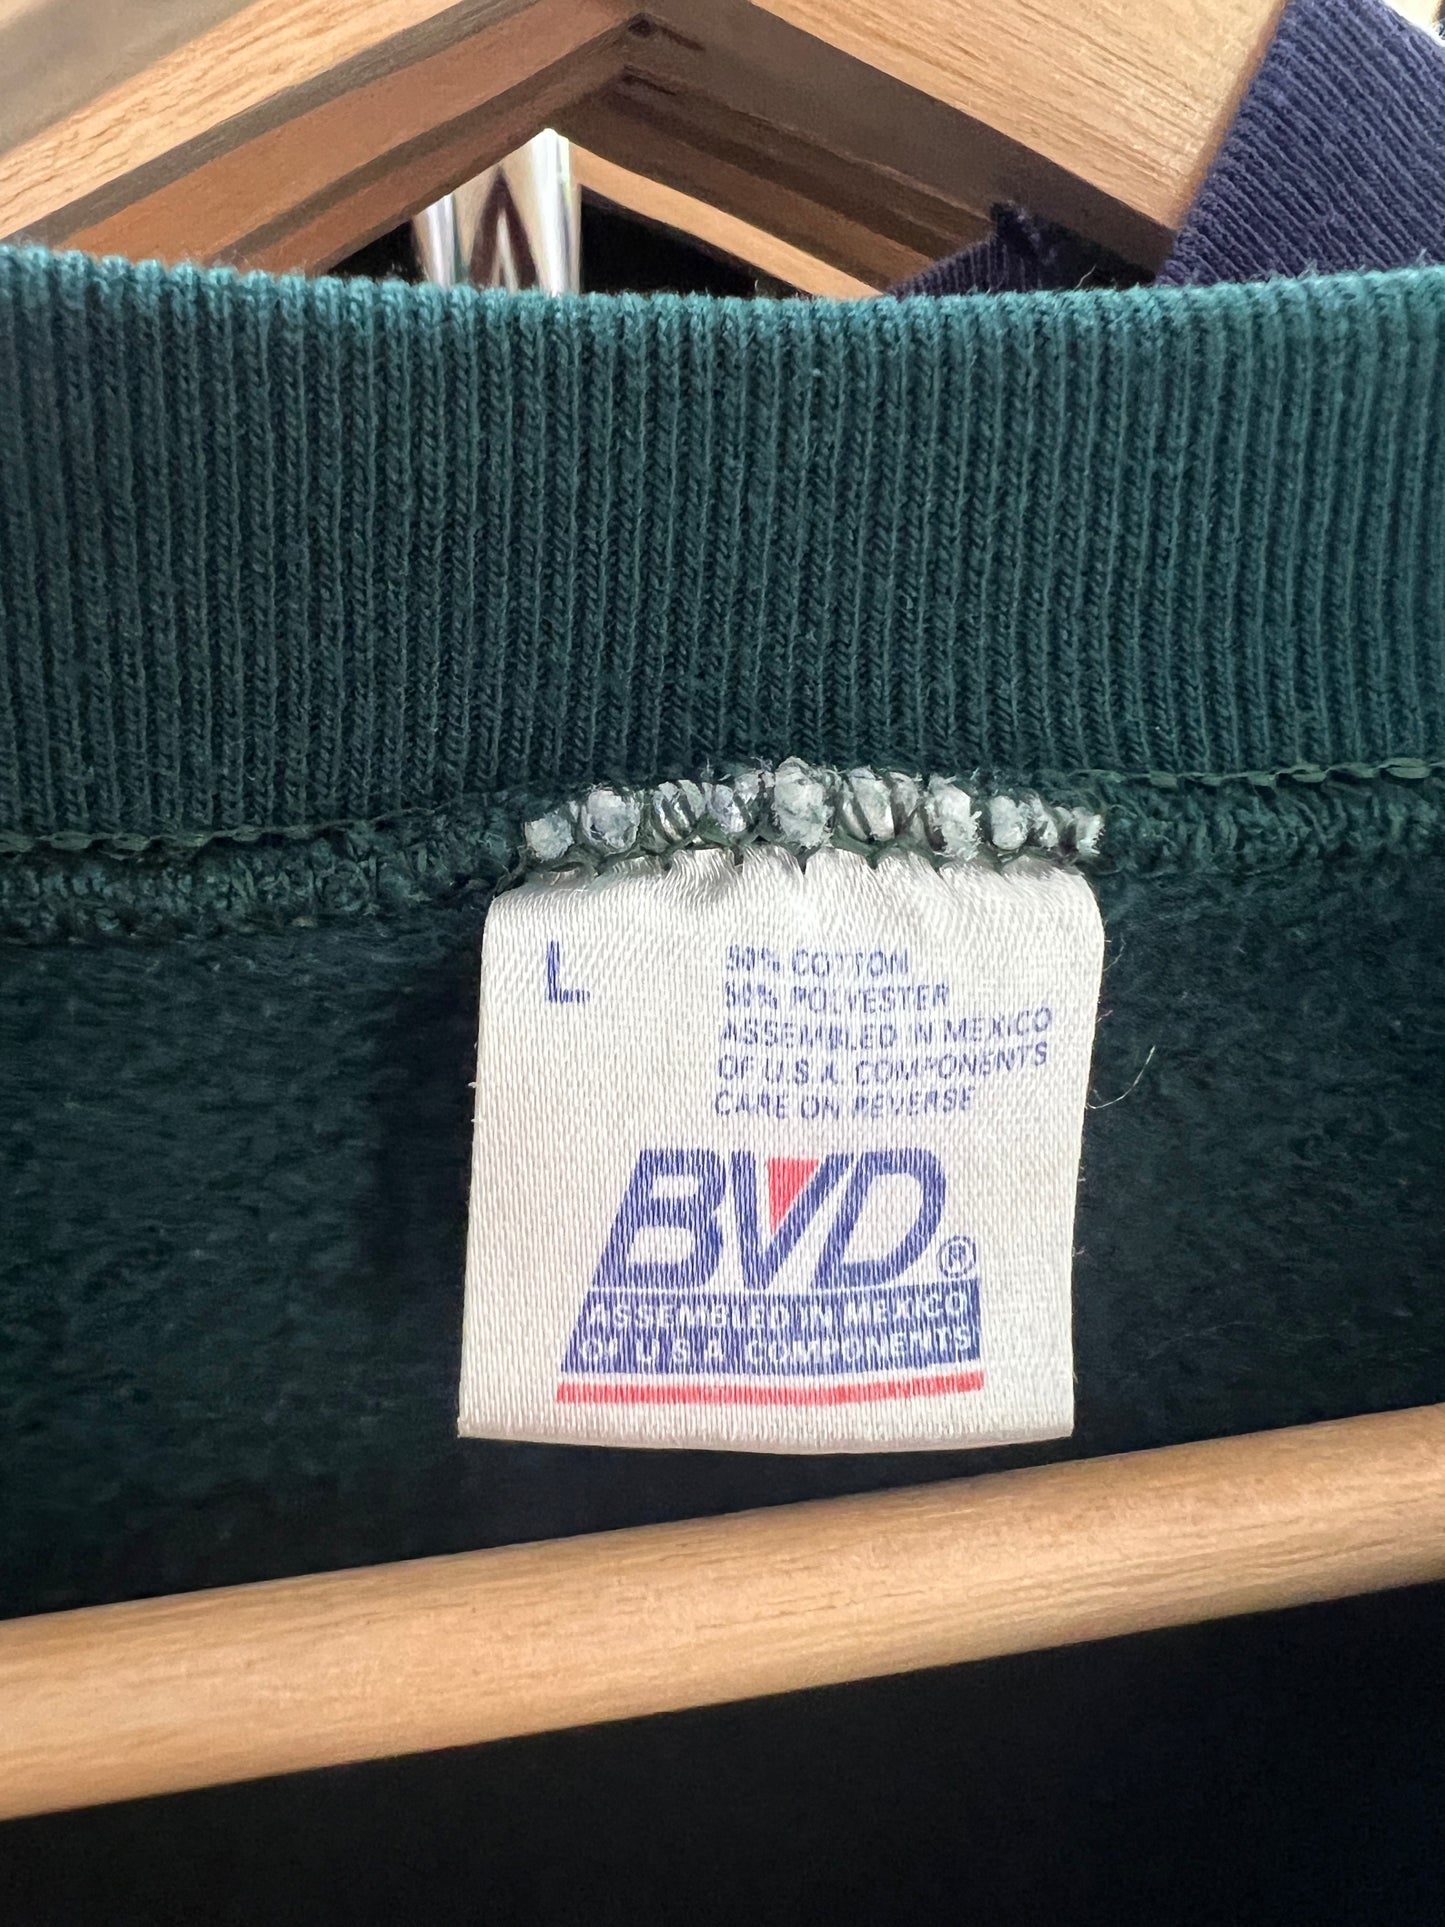 L
50% COTTON
50% POLYESTER
ASSEMBLED IN MEXICO
OF U.S.A. COMPONENTS
CARE ON REVERSE
BVD®
ASSEMBLED IN MEXICO
OF U.S.A. COMPONENTS